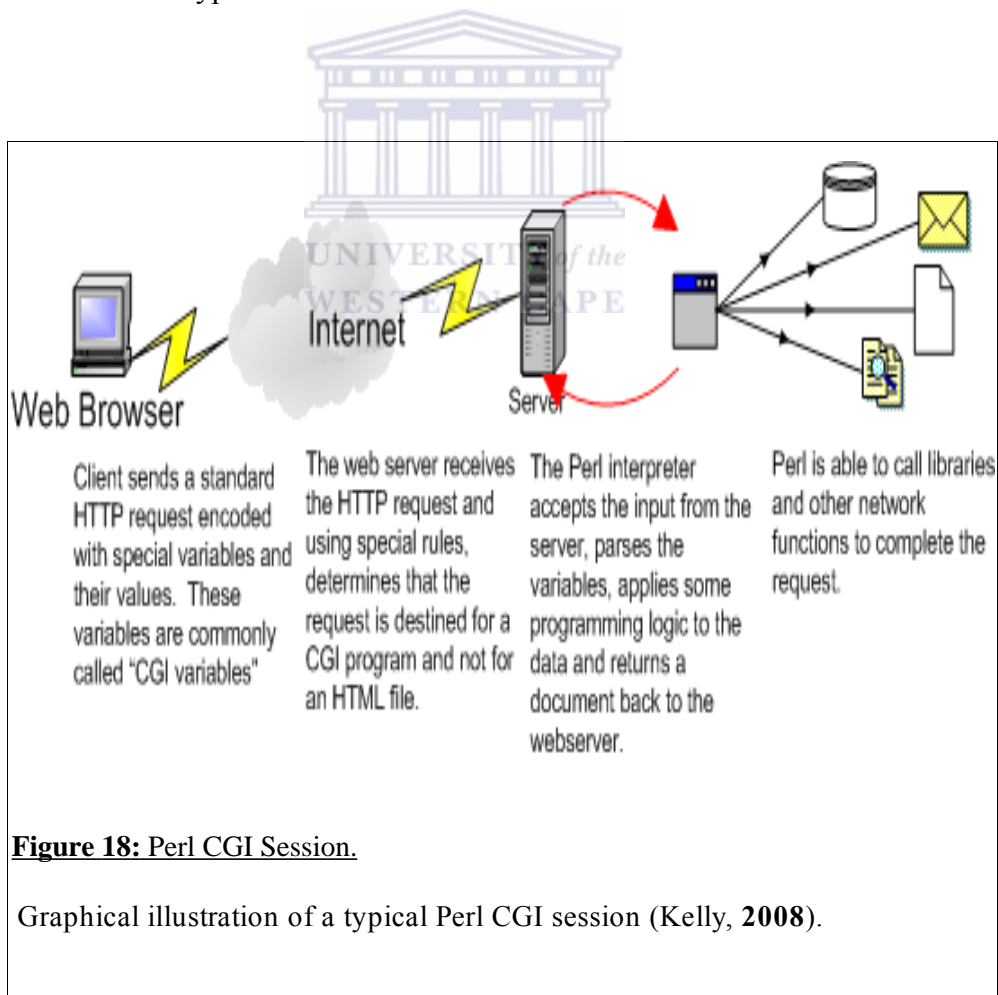 UNIVERSITY of the
WESTERN CAPE
Internet
Server
Web Browser
Client sends a standard
HTTP request encoded
with special variables and
their values. These
variables are commonly
called “CGI variables”
The web server receives
the HTTP request and
using special rules,
determines that the
request is destined for a
CGI program and not for
an HTML file.
The Perl interpreter
accepts the input from the
server, parses the
variables, applies some
programming logic to the
data and returns a
document back to the
webserver.
Perl is able to call libraries
and other network
functions to complete the
request.
Figure 18: Perl CGI Session.
Graphical illustration of a typical Perl CGI session (Kelly, 2008).